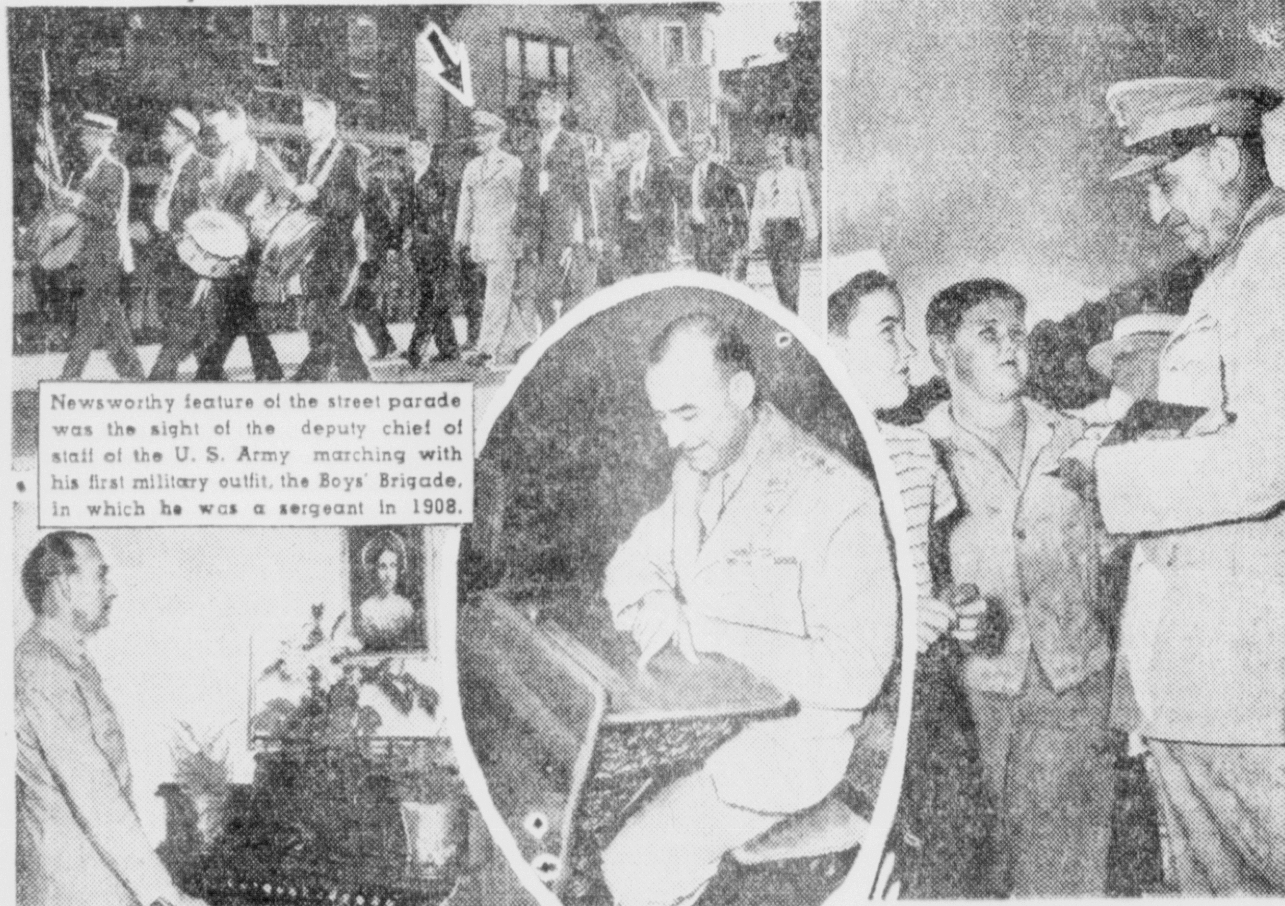 Newsworthy feature of the street parade
was the sight of the deputy chief of
staff of the U. S. Army marching with
his first military outfit, the Boys' Brigade,
in which he was a sergeant in 1908.